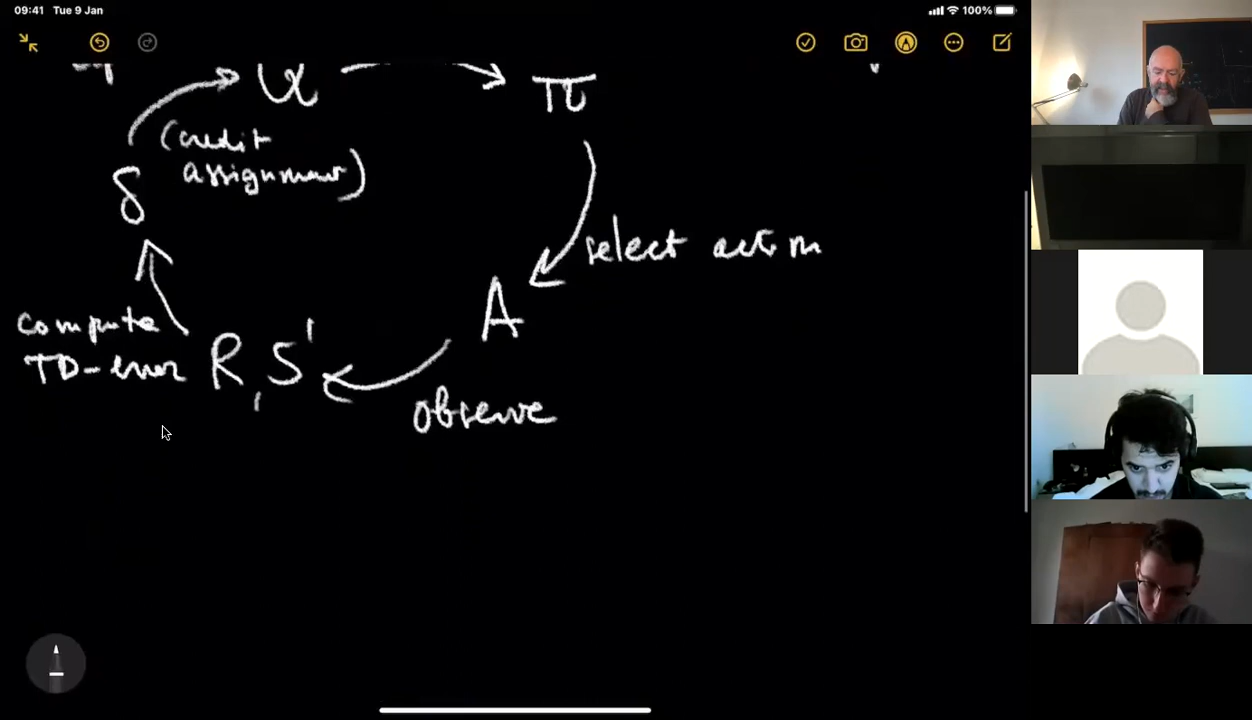 09:41 Tue 9 Jan
100%
Q
π
(credit
assignment)
δ
select action
A
compute
TD-error
R, S'
observe